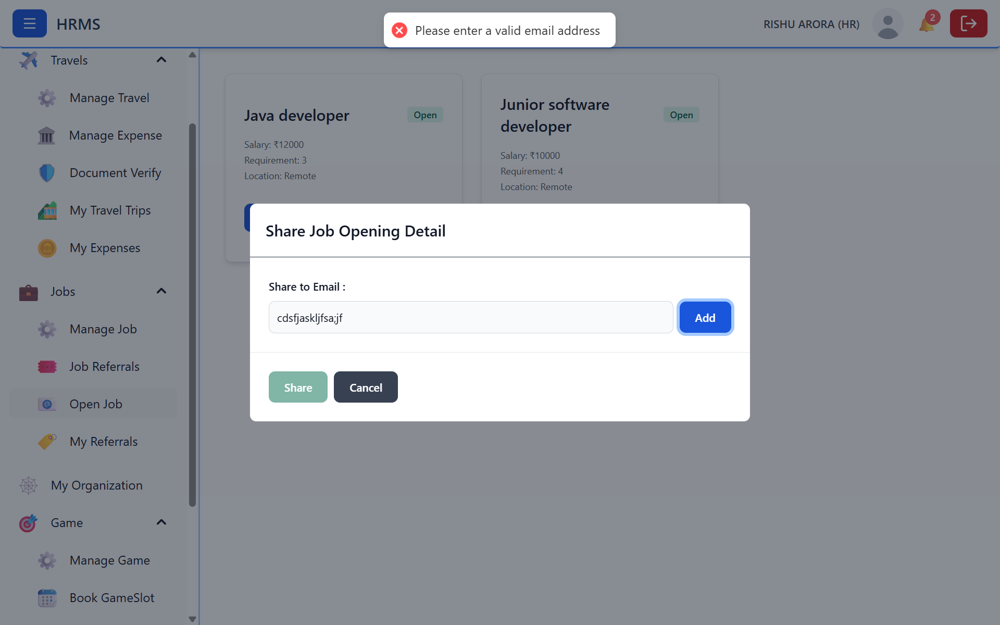 HRMS
Please enter a valid email address
RISHU ARORA (HR)
2
Travels
Manage Travel
Manage Expense
Document Verify
My Travel Trips
My Expenses
Jobs
Manage Job
Job Referrals
Open Job
My Referrals
My Organization
Game
Manage Game
Book GameSlot
Java developer
Open
Salary: ₹12000
Requirement: 3
Location: Remote
Junior software
developer
Open
Salary: ₹10000
Requirement: 4
Location: Remote
Share Job Opening Detail
Share to Email :
cdsfjaskljfsa;jf
Add
Share
Cancel